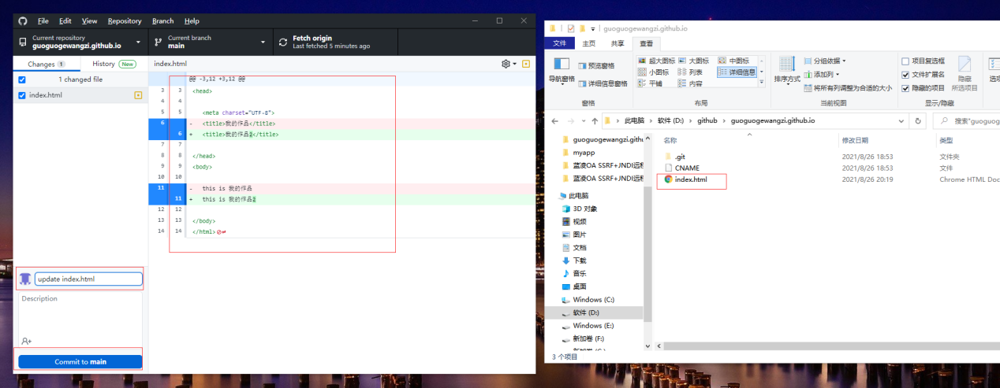 File Edit View Repository Branch Help
Current repository
guoguogewangzi.github.io
Current branch
main
Fetch origin
Last fetched 5 minutes ago
Changes 1
History New
index.html
1 changed file
index.html
@@ -3,12 +3,12 @@
3 3 <head>
4 4
5 5 <meta charset="UTF-8">
6 - <title>我的作品</title>
6 + <title>我的作品2</title>
7 7
8 8 </head>
9 9 <body>
10 10
11 - this is 我的作品
11 + this is 我的作品2
12 12
13 13 </body>
14 14 </html>
update index.html
Description
Commit to main
guoguogewangzi.github.io
文件 主页 共享 查看
导航窗格
预览窗格
详细信息窗格
窗格
超大图标 大图标 中图标
小图标 列表 详细信息
平铺 内容
布局
排序方式
分组依据
添加列
将所有列调整为合适的大小
当前视图
项目复选框
文件扩展名
隐藏的项目
隐藏
所选项目
显示/隐藏
此电脑 > 软件 (D:) > github > guoguogewangzi.github.io
搜索"guoguog
guoguogewangzi.githu
myapp
蓝凌OA SSRF+JNDI远程
蓝凌OA SSRF+JNDI远程
此电脑
3D 对象
视频
图片
文档
下载
音乐
桌面
Windows (C:)
软件 (D:)
Windows (E:)
新加卷 (F:)
名称 修改日期 类型
.git 2021/8/26 18:53 文件夹
CNAME 2021/8/26 18:53 文件
index.html 2021/8/26 20:19 Chrome HTML Doc
3 个项目